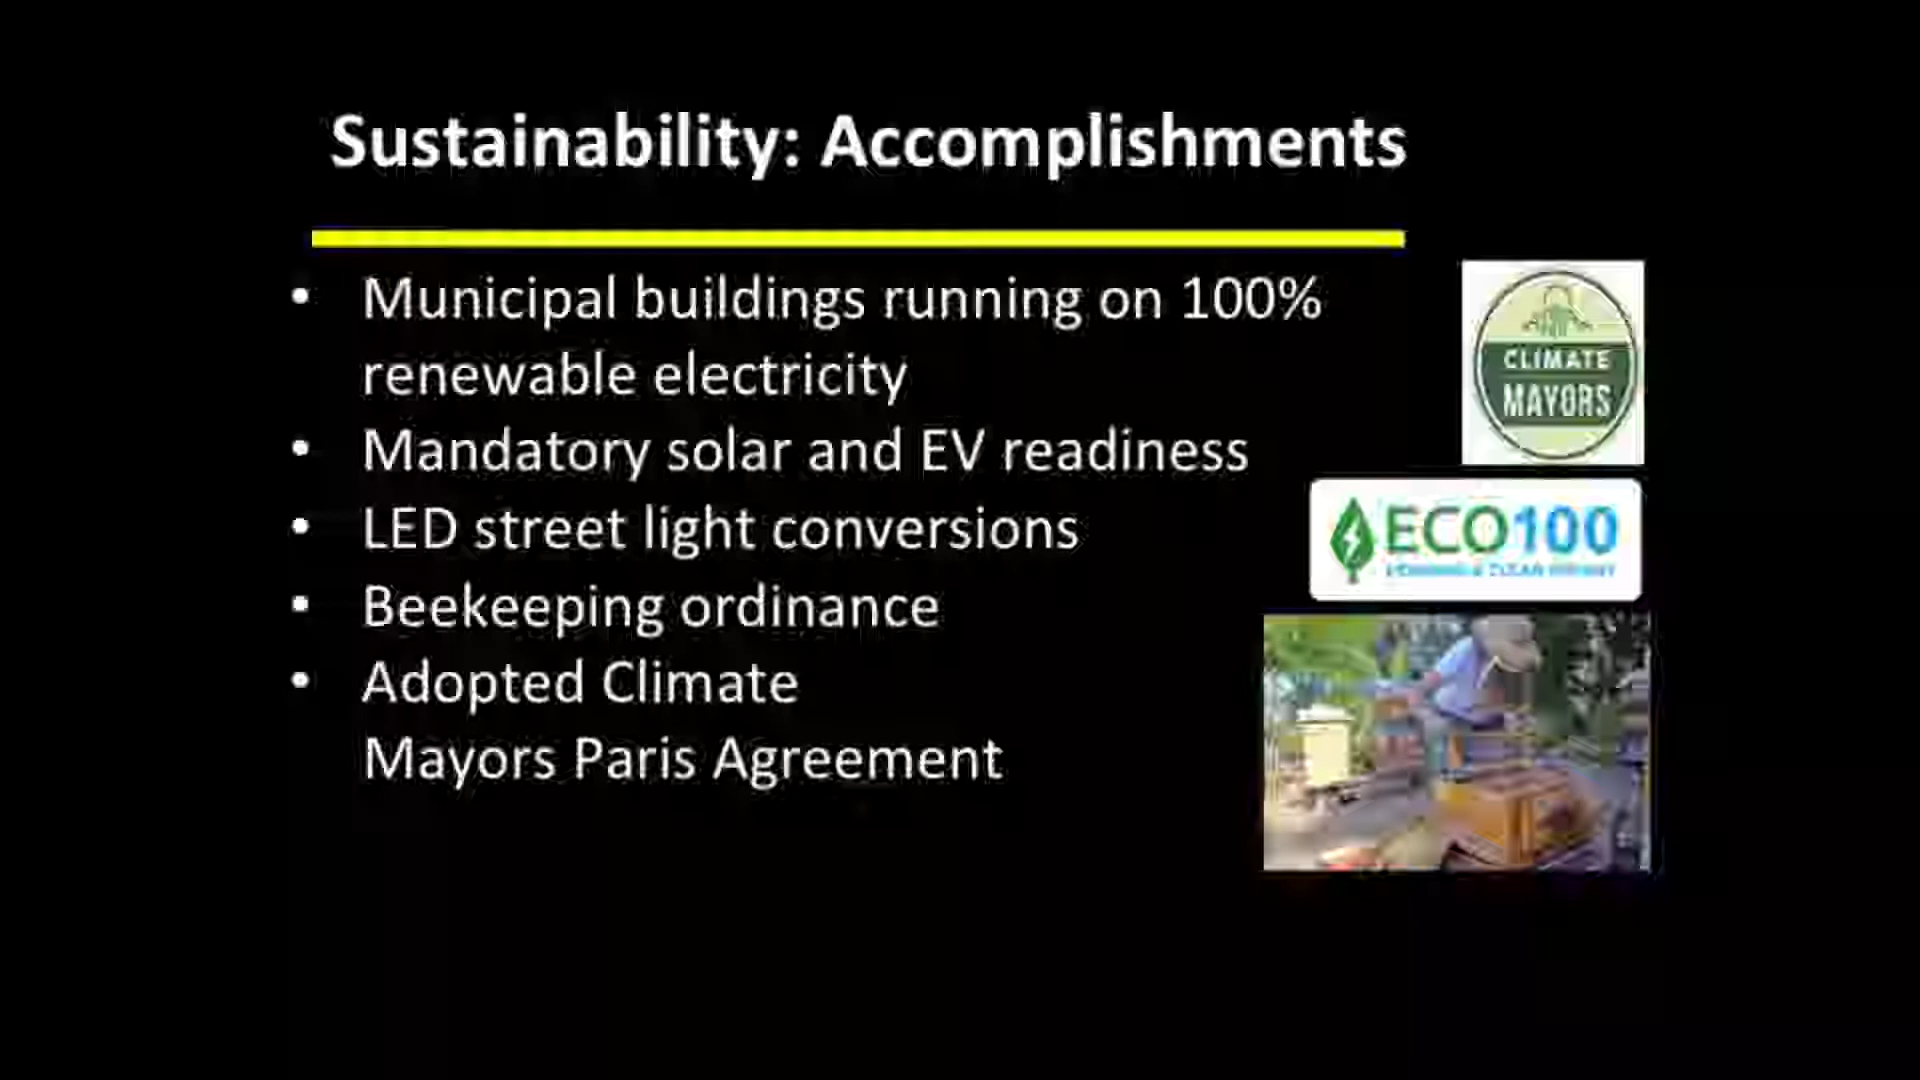 Sustainability: Accomplishments
• Municipal buildings running on 100%
renewable electricity
• Mandatory solar and EV readiness
• LED street light conversions
• Beekeeping ordinance
• Adopted Climate
Mayors Paris Agreement
CLIMATE
MAYORS
ECO100